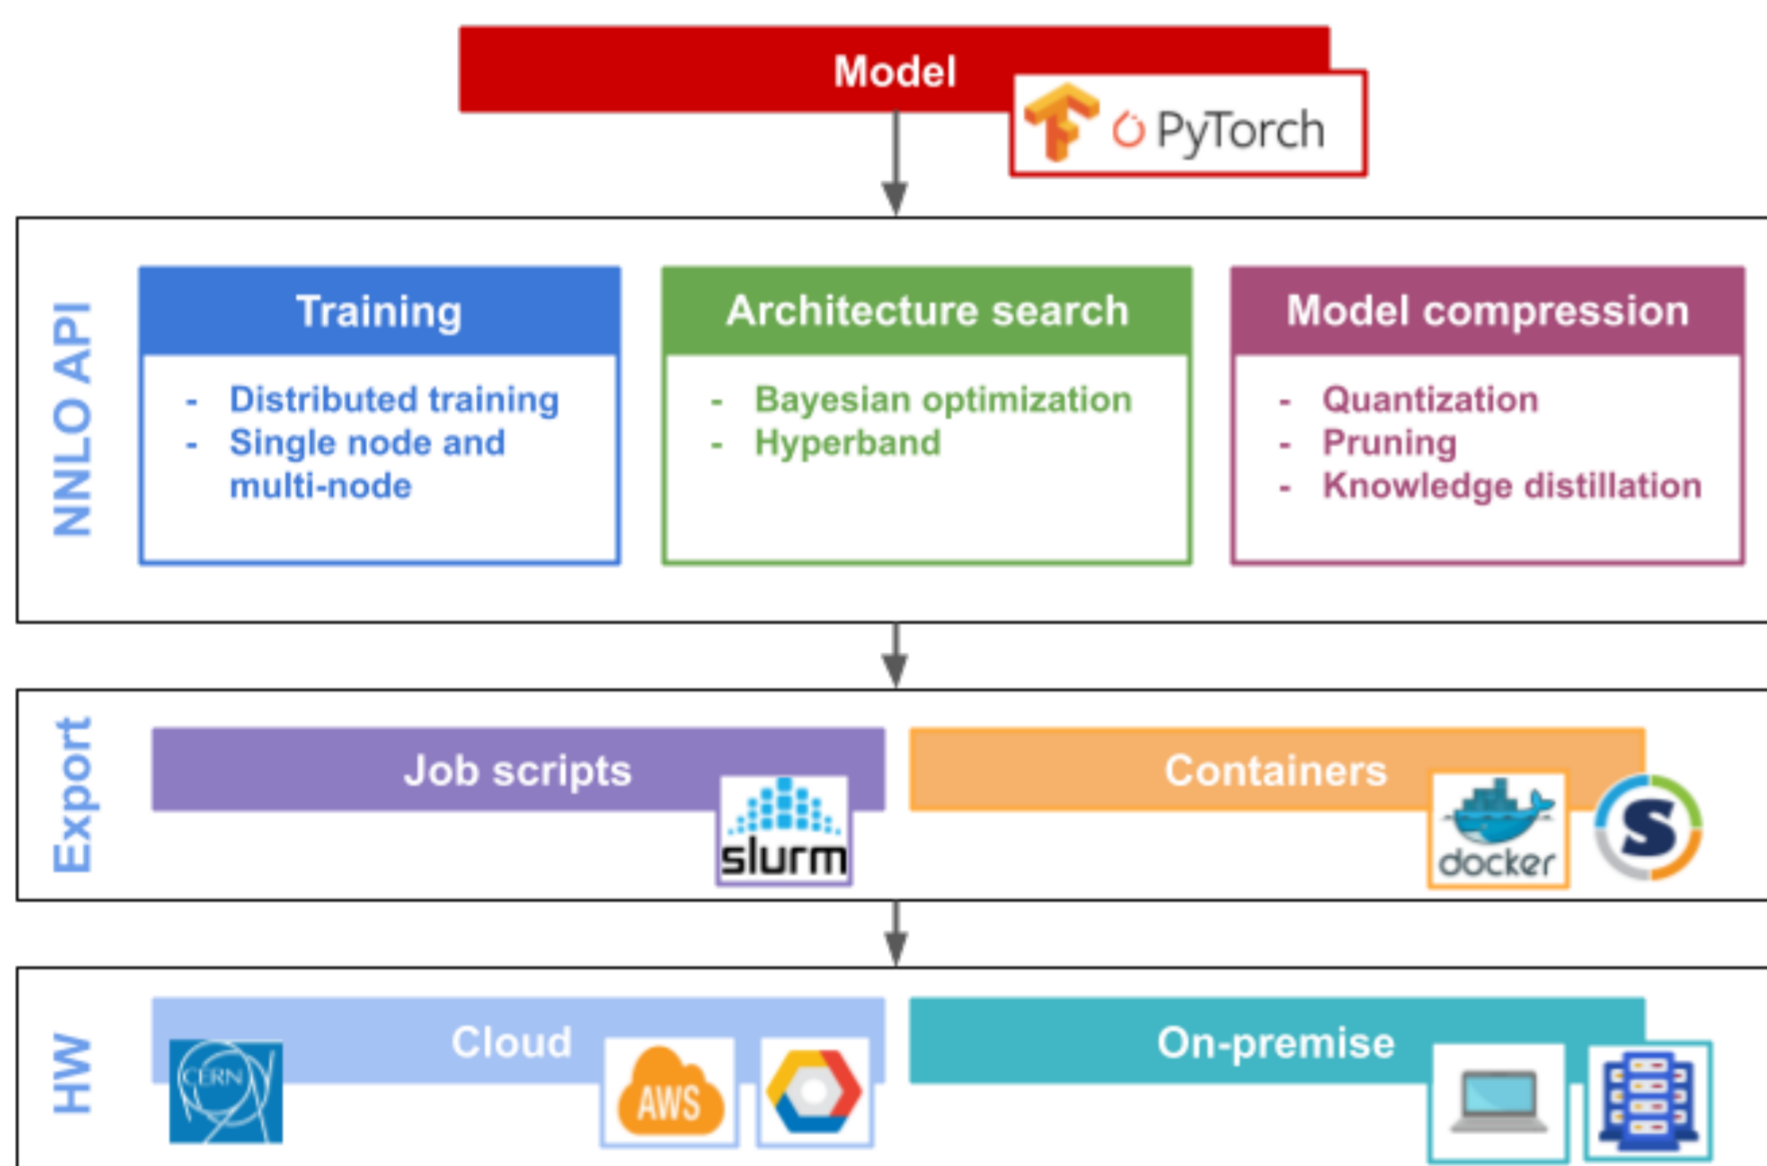 Model
PyTorch
NNLO API
Training
- Distributed training
- Single node and
multi-node
Architecture search
- Bayesian optimization
- Hyperband
Model compression
- Quantization
- Pruning
- Knowledge distillation
Export
Job scripts
slurm
Containers
docker
S
HW
Cloud
CERN
AWS
On-premise